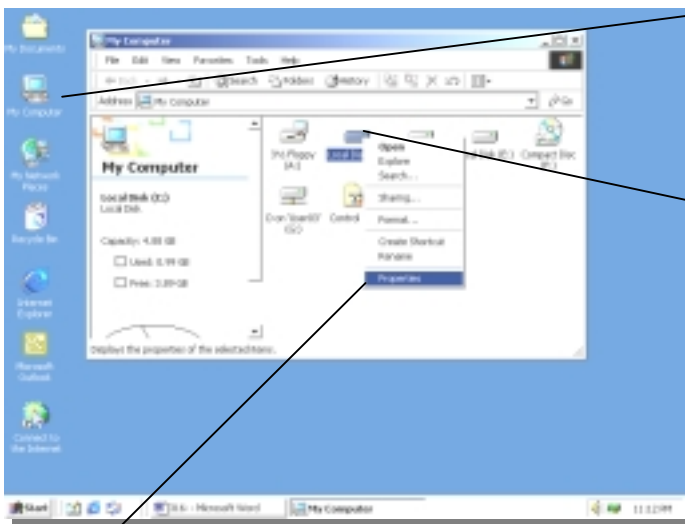 My Documents
My Computer
My Network
Places
Recycle Bin
Internet
Explorer
Microsoft
Outlook
Connect to
the Internet
My Computer
File Edit View Favorites Tools Help
Back Search Folders History
Address My Computer Go
My Computer
Local Disk (C:)
Local Disk
Capacity: 4.88 GB
Used: 0.99 GB
Free: 3.89 GB
3½ Floppy
(A:)
Compact Disc
Control
Open
Explore
Search...
Sharing...
Format...
Create Shortcut
Rename
Properties
Displays the properties of the selected items.
Start
Microsoft Word
My Computer